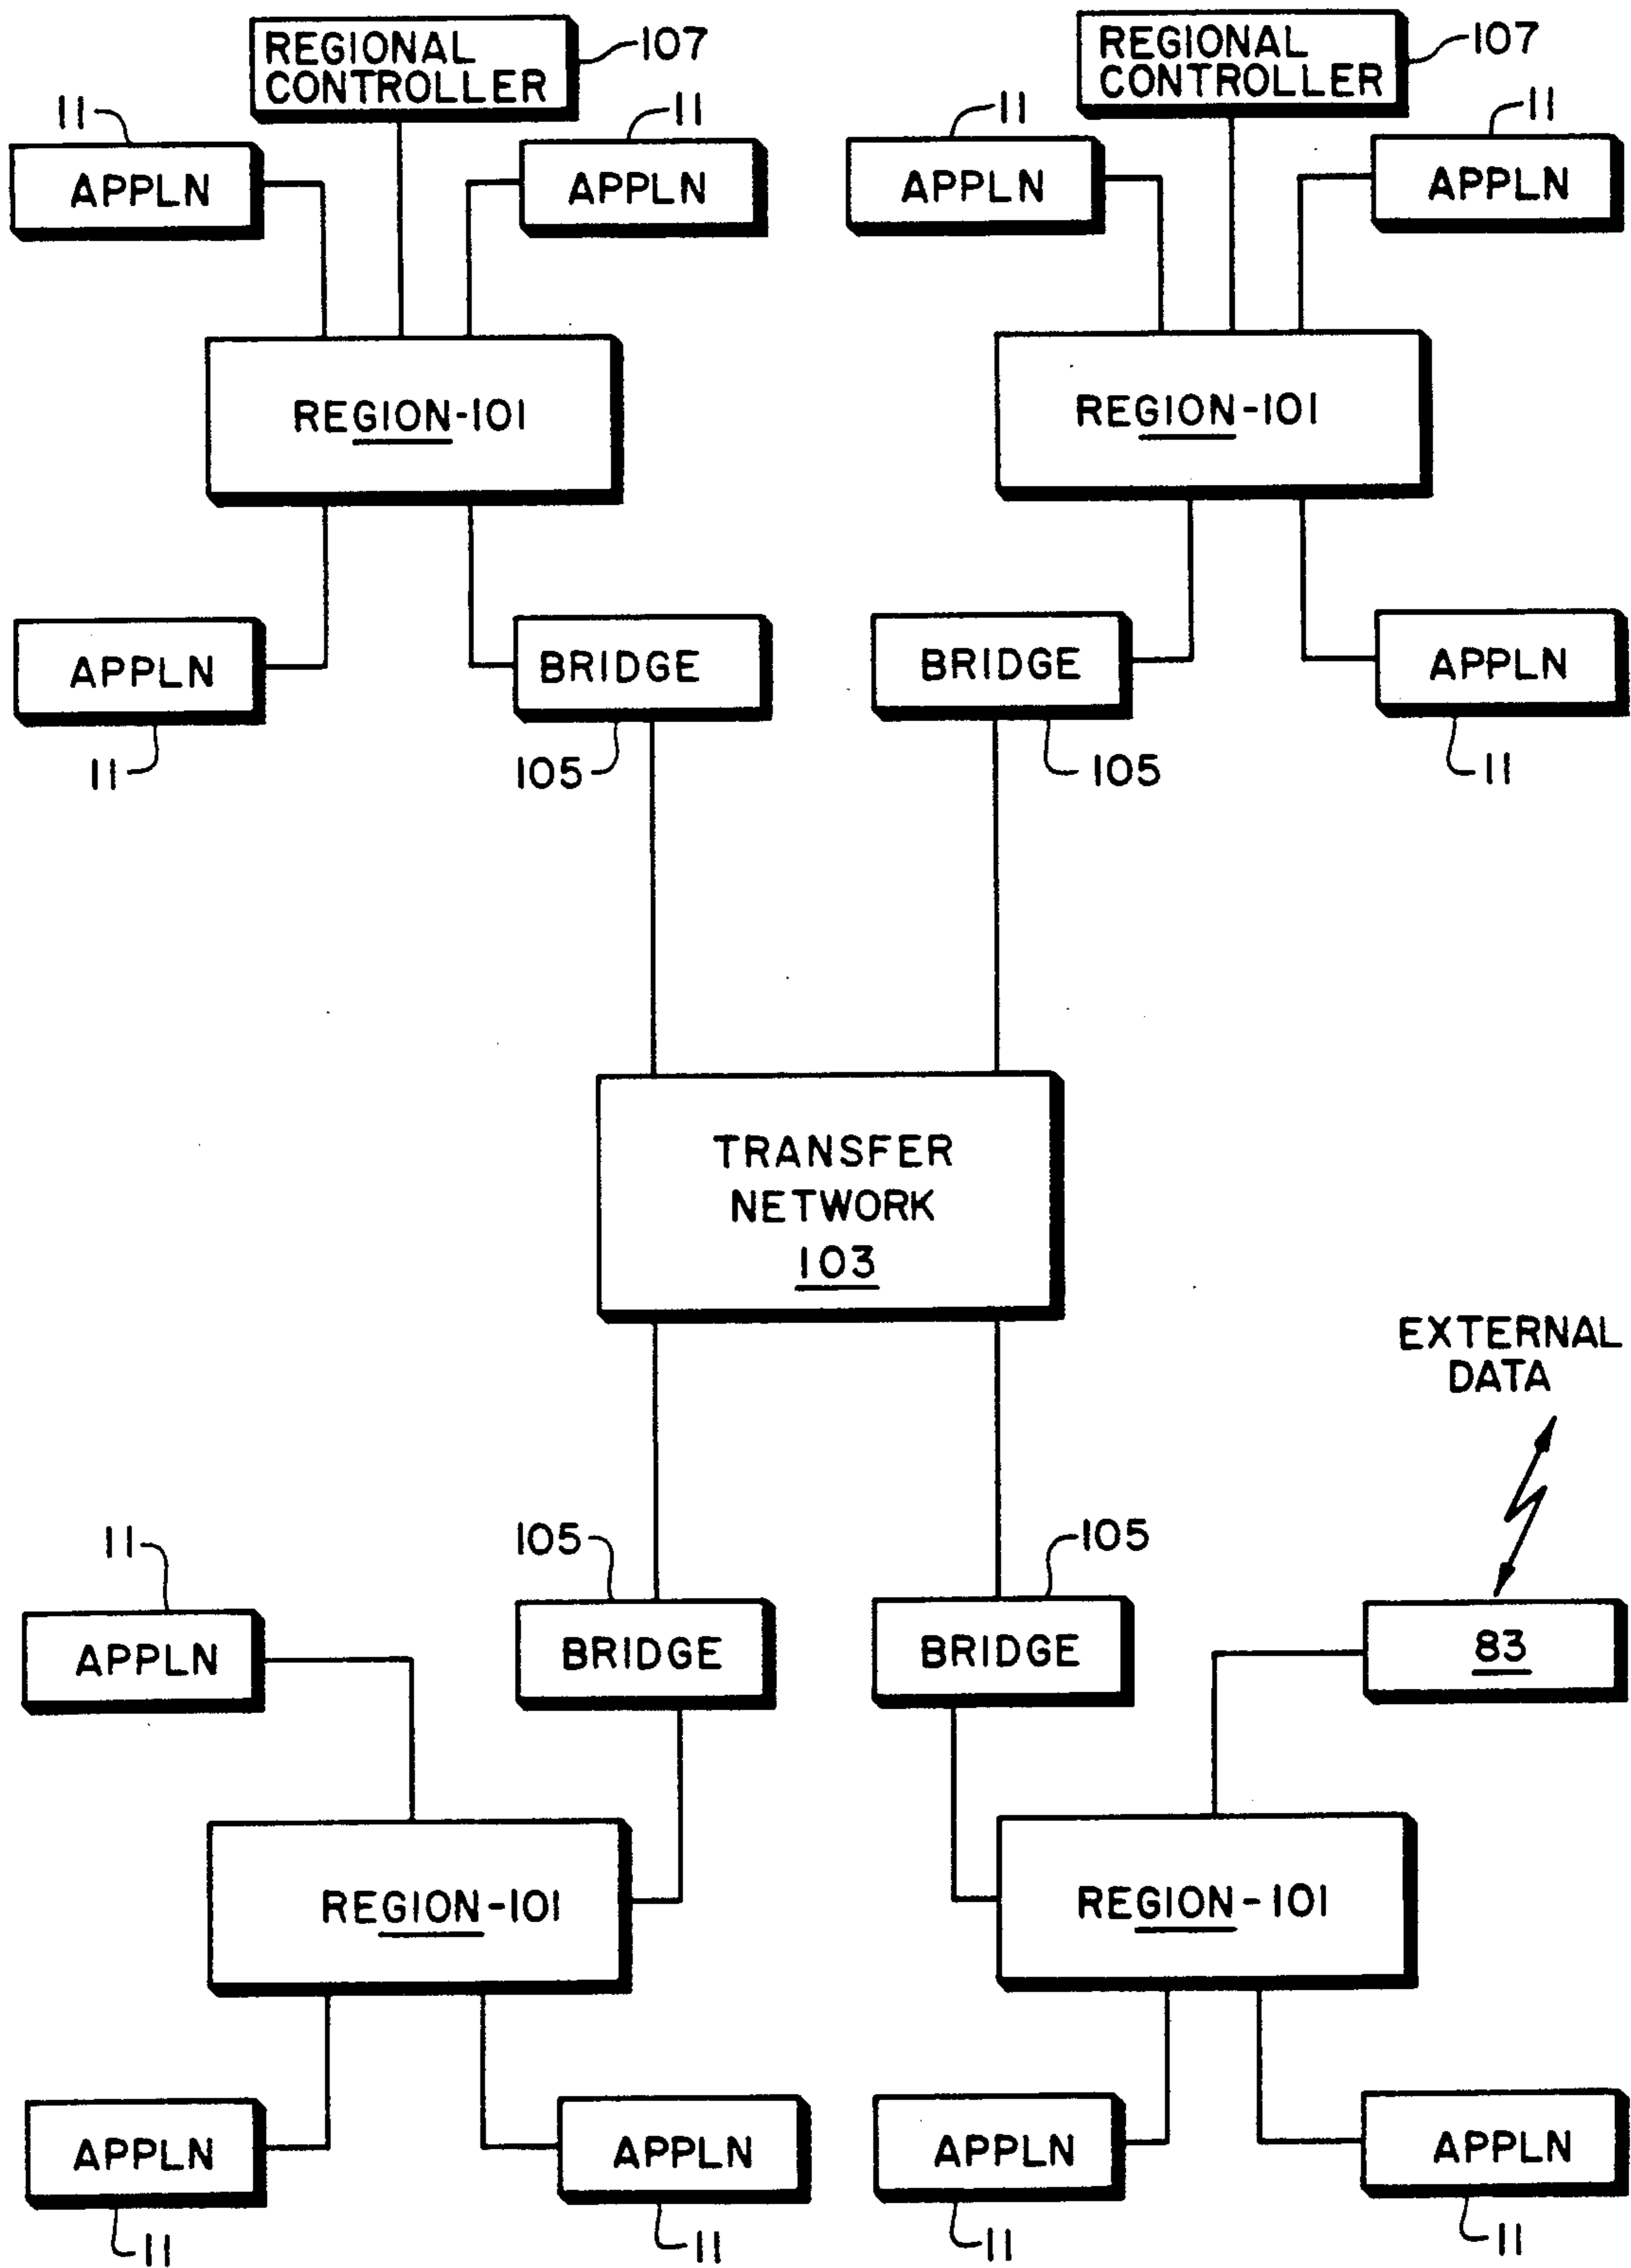 REGIONAL
CONTROLLER
107
REGIONAL
CONTROLLER
107
11
11
11
11
APPLN
APPLN
APPLN
APPLN
REGION-101
REGION-101
APPLN
BRIDGE
BRIDGE
APPLN
11
105
105
11
TRANSFER
NETWORK
103
EXTERNAL
DATA
11
105
105
APPLN
BRIDGE
BRIDGE
83
REGION-101
REGION-101
APPLN
APPLN
APPLN
APPLN
11
11
11
11